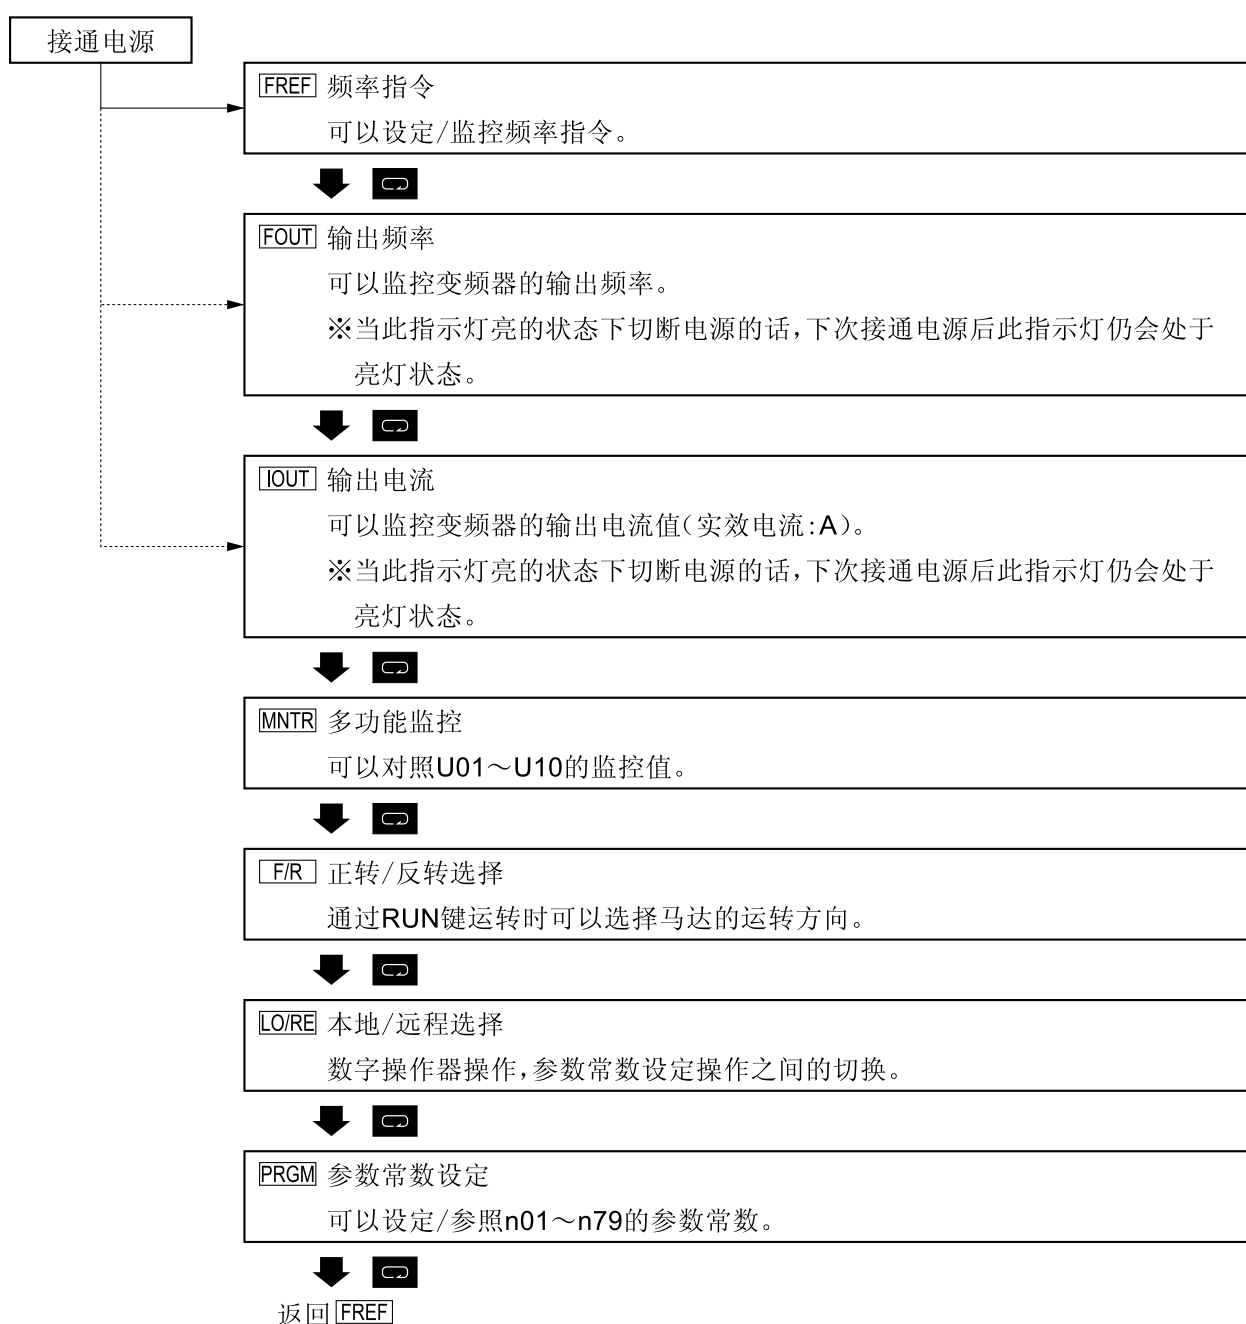 接通电源
FREF 频率指令
可以设定/监控频率指令。
FOUT 输出频率
可以监控变频器的输出频率。
※当此指示灯亮的状态下切断电源的话,下次接通电源后此指示灯仍会处于
亮灯状态。
IOUT 输出电流
可以监控变频器的输出电流值(实效电流:A)。
※当此指示灯亮的状态下切断电源的话,下次接通电源后此指示灯仍会处于
亮灯状态。
MNTR 多功能监控
可以对照U01～U10的监控值。
F/R 正转/反转选择
通过RUN键运转时可以选择马达的运转方向。
LO/RE 本地/远程选择
数字操作器操作,参数常数设定操作之间的切换。
PRGM 参数常数设定
可以设定/参照n01～n79的参数常数。
返回FREF